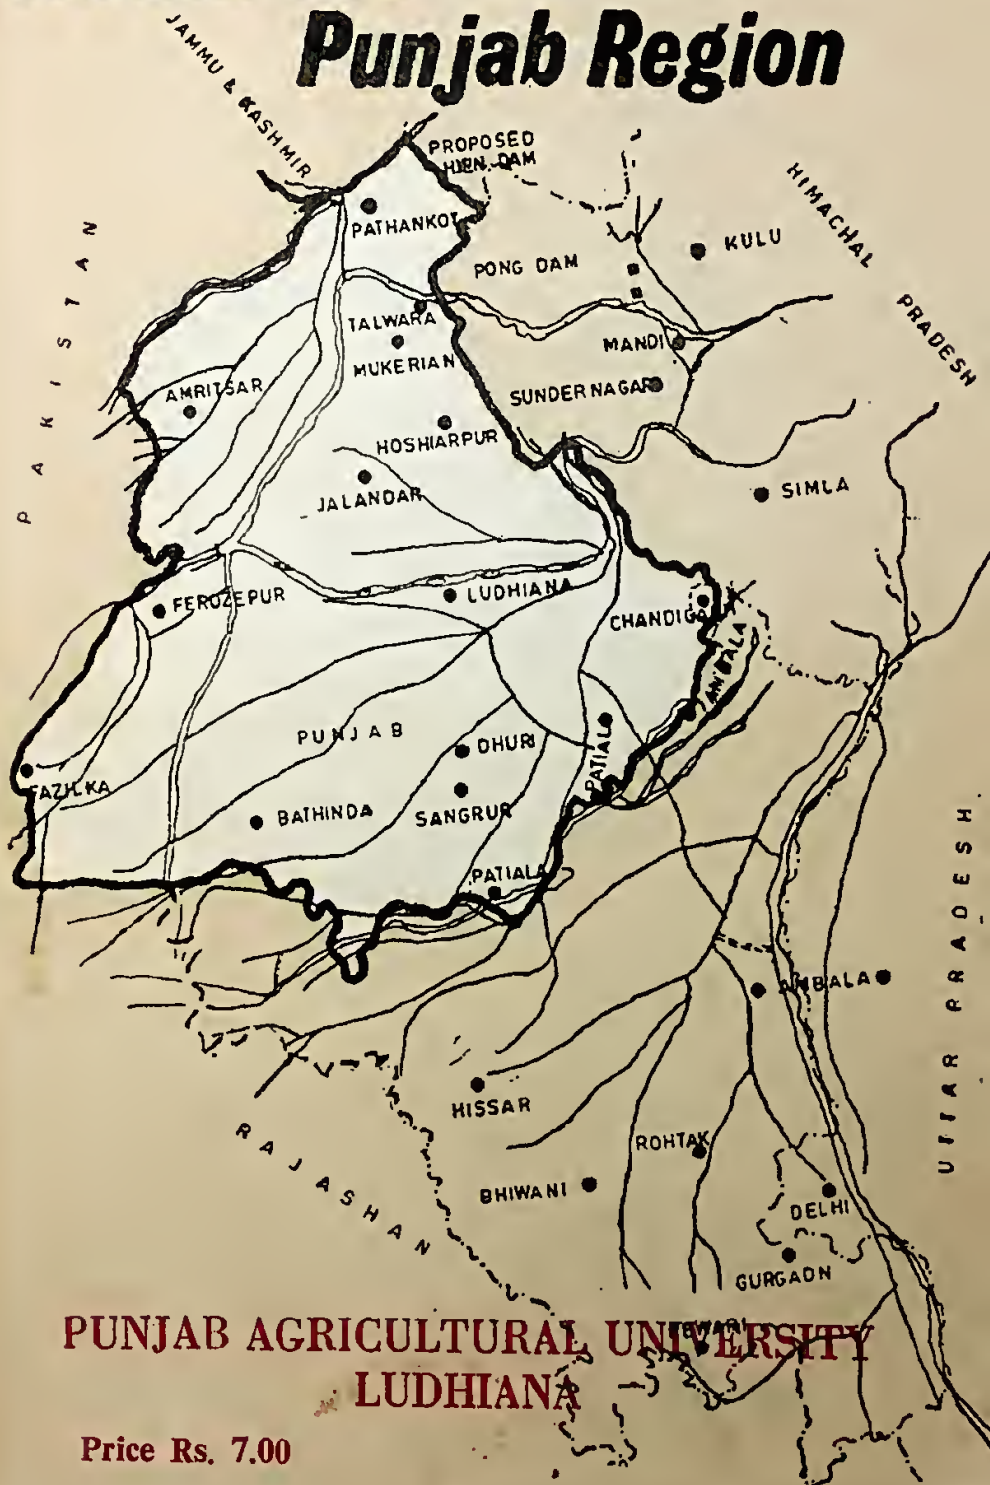 Punjab Region
JAMMU & KASHMIR
PROPOSED
DAM
HIMACHAL
PRADESH
PATHANKOT
KULU
PAKISTAN
PONG DAM
TALWARA
MANDI
MUKERIAN
AMRITSAR
SUNDERNAGAR
HOSHIARPUR
JALANDAR
SIMLA
FEROZEPUR
LUDHIANA
CHANDIGA
AMBALA
PUNJAB
DHURI
PATIALA
FAZILKA
BATHINDA
SANGRUR
PATIALA
AMBALA
UTTAR PRADESH
HISSAR
RAJASHAN
ROHTAK
BHIWANI
DELHI
GURGAON
PUNJAB AGRICULTURAL UNIVERSITY
LUDHIANA
Price Rs. 7.00